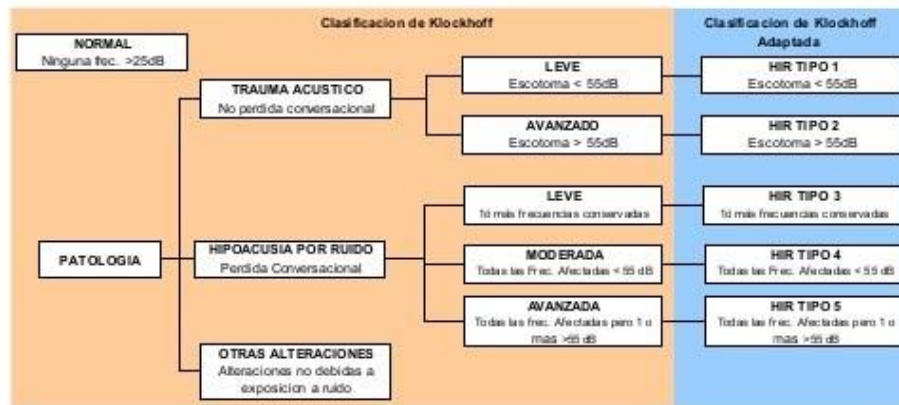 Clasificacion de Klockhoff
Clasificacion de Klockhoff
Adaptada
NORMAL
Ninguna frec. >25dB
TRAUMA ACUSTICO
No perdida conversacional
LEVE
Escotoma < 55dB
HIR TIPO 1
Escotoma < 55dB
AVANZADO
Escotoma > 55dB
HIR TIPO 2
Escotoma > 55dB
PATOLOGIA
HIPOACUSIA POR RUIDO
Perdida Conversacional
LEVE
1ó más frecuencias conservadas
HIR TIPO 3
1ó más frecuencias conservadas
MODERADA
Todas las Frec. Afectadas < 55 dB
HIR TIPO 4
Todas las Frec. Afectadas < 55 dB
AVANZADA
Todas las frec. Afectadas pero 1 o
mas >55 dB
HIR TIPO 5
Todas las frec. Afectadas pero 1 o
mas >55 dB
OTRAS ALTERACIONES
Alteraciones no debidas a
exposicion a ruido